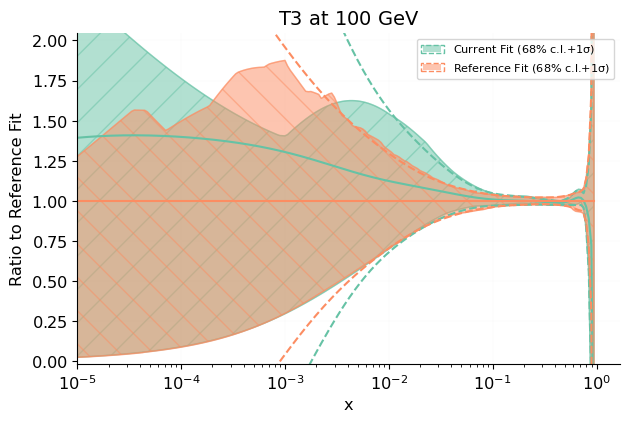 T3 at 100 GeV
Current Fit (68% c.l.+1σ)
Reference Fit (68% c.l.+1σ)
Ratio to Reference Fit
2.00
1.75
1.50
1.25
1.00
0.75
0.50
0.25
0.00
10⁻⁵ 10⁻⁴ 10⁻³ 10⁻² 10⁻¹ 10⁰
x